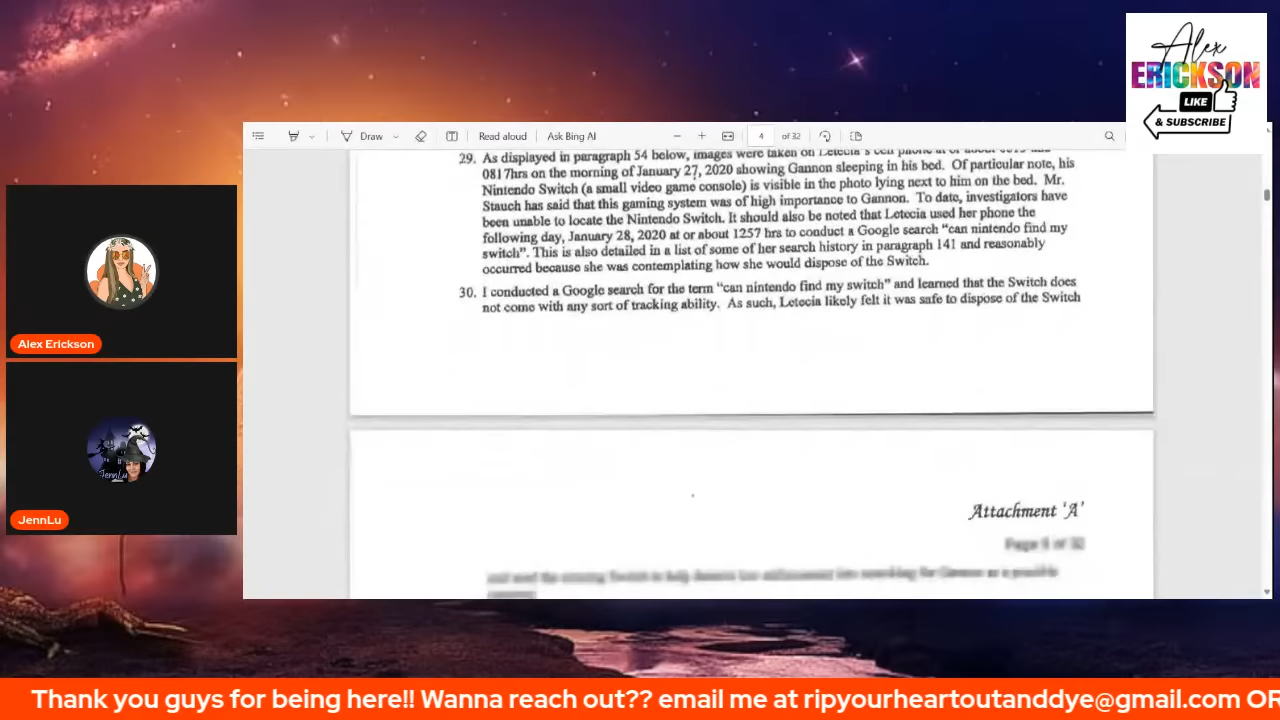 Alex
ERICKSON
LIKE
& SUBSCRIBE
Draw
Read aloud
Ask Bing AI
4
of 32
29. As displayed in paragraph 54 below, images were taken on Letecia's cell phone at or about
0817hrs on the morning of January 27, 2020 showing Gannon sleeping in his bed. Of particular note, his
Nintendo Switch (a small video game console) is visible in the photo lying next to him on the bed. Mr.
Stauch has said that this gaming system was of high importance to Gannon. To date, investigators have
been unable to locate the Nintendo Switch. It should also be noted that Letecia used her phone the
following day, January 28, 2020 at or about 1257 hrs to conduct a Google search "can nintendo find my
switch". This is also detailed in a list of some of her search history in paragraph 141 and reasonably
occurred because she was contemplating how she would dispose of the Switch.
30. I conducted a Google search for the term "can nintendo find my switch" and learned that the Switch does
not come with any sort of tracking ability. As such, Letecia likely felt it was safe to dispose of the Switch
Attachment 'A'
Page 5 of 32
Alex Erickson
JennLu
JennLu
Thank you guys for being here!! Wanna reach out?? email me at ripyourheartoutanddye@gmail.com OR